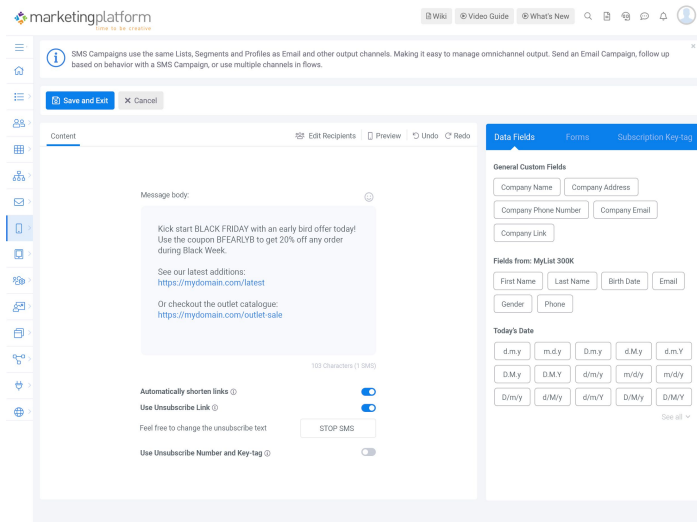 marketingplatform
time to be creative
Wiki
Video Guide
What's New
SMS Campaigns use the same Lists, Segments and Profiles as Email and other output channels. Making it easy to manage omnichannel output. Send an Email Campaign, follow up
based on behavior with a SMS Campaign, or use multiple channels in flows.
Save and Exit
Cancel
Content
Edit Recipients
Preview
Undo
Redo
Message body:
Kick start BLACK FRIDAY with an early bird offer today!
Use the coupon BFEARLYB to get 20% off any order
during Black Week.
See our latest additions:
https://mydomain.com/latest
Or checkout the outlet catalogue:
https://mydomain.com/outlet-sale
103 Characters (1 SMS)
Automatically shorten links
Use Unsubscribe Link
Feel free to change the unsubscribe text
STOP SMS
Use Unsubscribe Number and Key-tag
Data Fields
Forms
Subscription Key-tag
General Custom Fields
Company Name
Company Address
Company Phone Number
Company Email
Company Link
Fields from: MyList 300K
First Name
Last Name
Birth Date
Email
Gender
Phone
Today's Date
d.m.y
m.d.y
D.m.y
d.M.y
d.m.Y
D.M.y
D.M.Y
d/m/y
m/d/y
m/d/y
D/m/y
d/M/y
d/m/Y
D/M/y
D/M/Y
See all